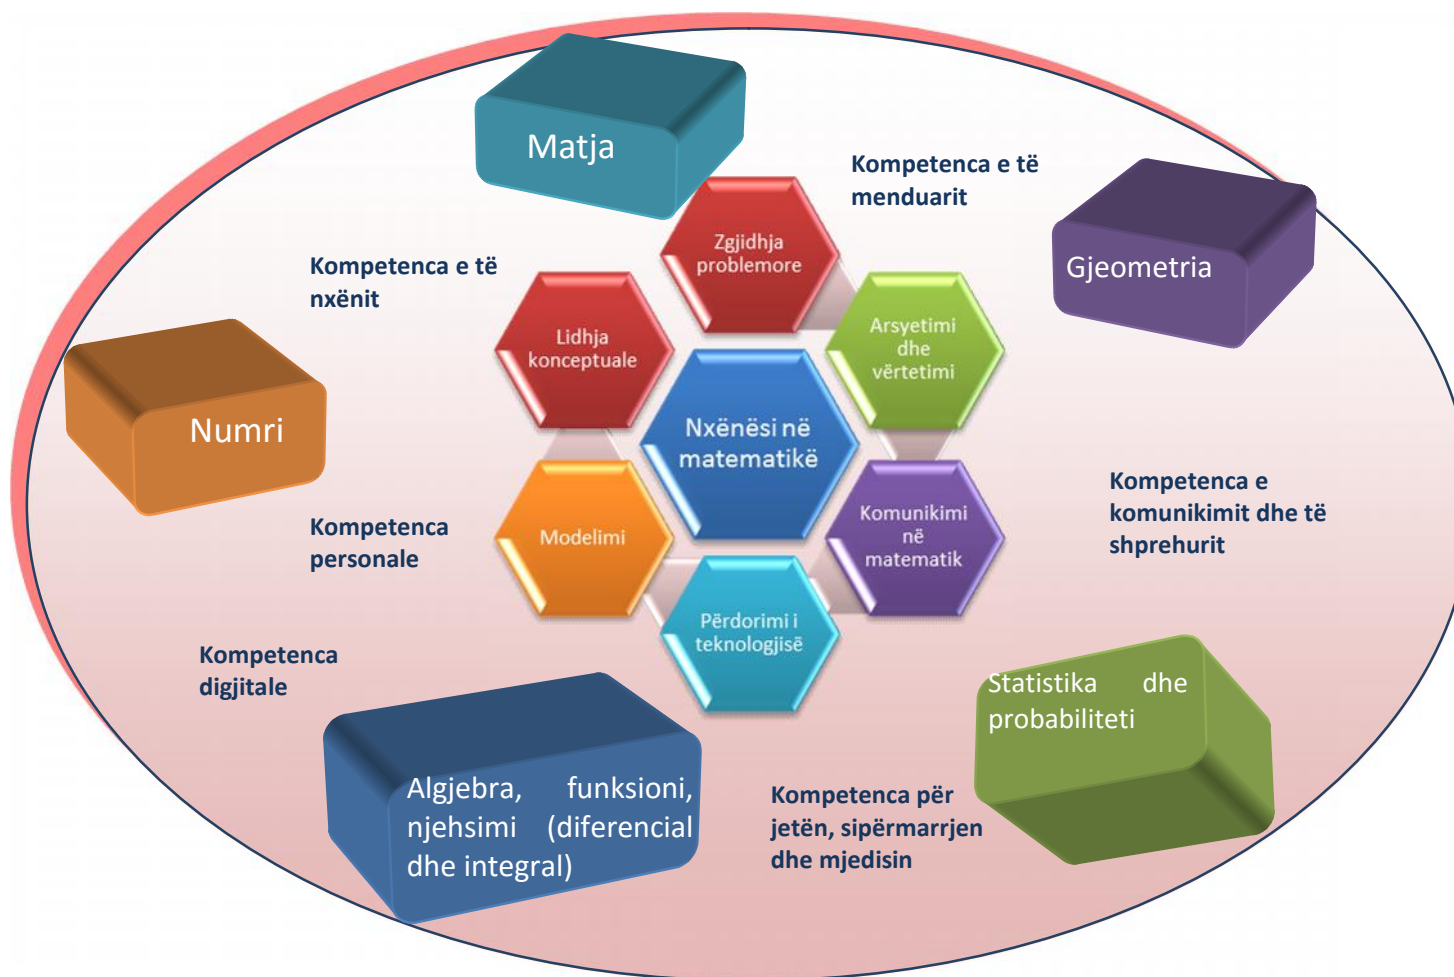 Matja
Kompetenca e të
menduarit
Gjeometria
Zgjidhja
problemore
Kompetenca e të
nxënit
Lidhja
konceptuale
Arsyetimi
dhe
vërtetimi
Numri
Nxënësi në
matematikë
Kompetenca
personale
Modelimi
Komunikimi
në
matematik
Kompetenca e
komunikimit dhe të
shprehurit
Përdorimi i
teknologjisë
Kompetenca
digjitale
Statistika dhe
probabiliteti
Algjebra, funksioni,
njehsimi (diferencial
dhe integral)
Kompetenca për
jetën, sipërmarrjen
dhe mjedisin